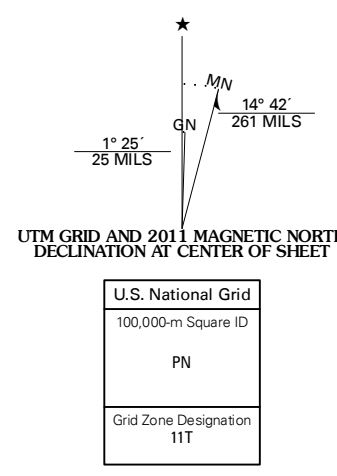 ★
MN
GN
14° 42´
261 MILS
1° 25´
25 MILS
UTM GRID AND 2011 MAGNETIC NORT
DECLINATION AT CENTER OF SHEET
U.S. National Grid
100,000-m Square ID
PN
Grid Zone Designation
11T